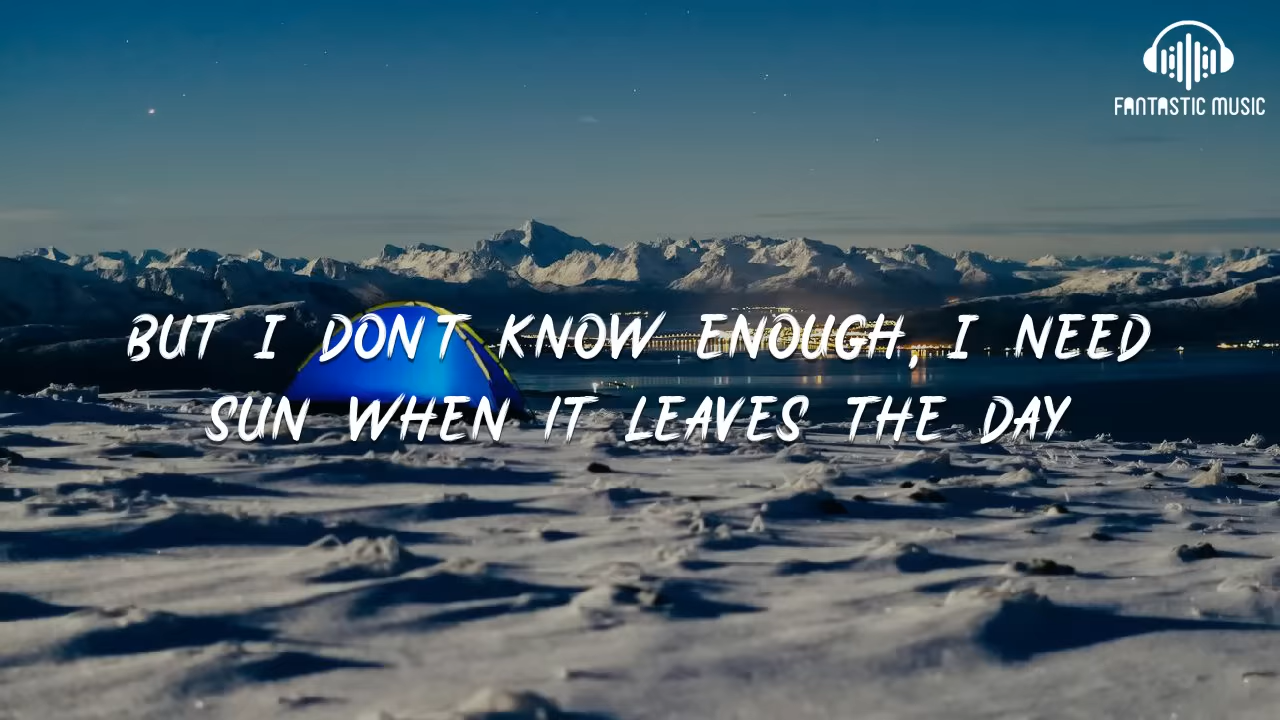 FANTASTIC MUSIC
BUT I DON'T KNOW ENOUGH, I NEED
SUN WHEN IT LEAVES THE DAY